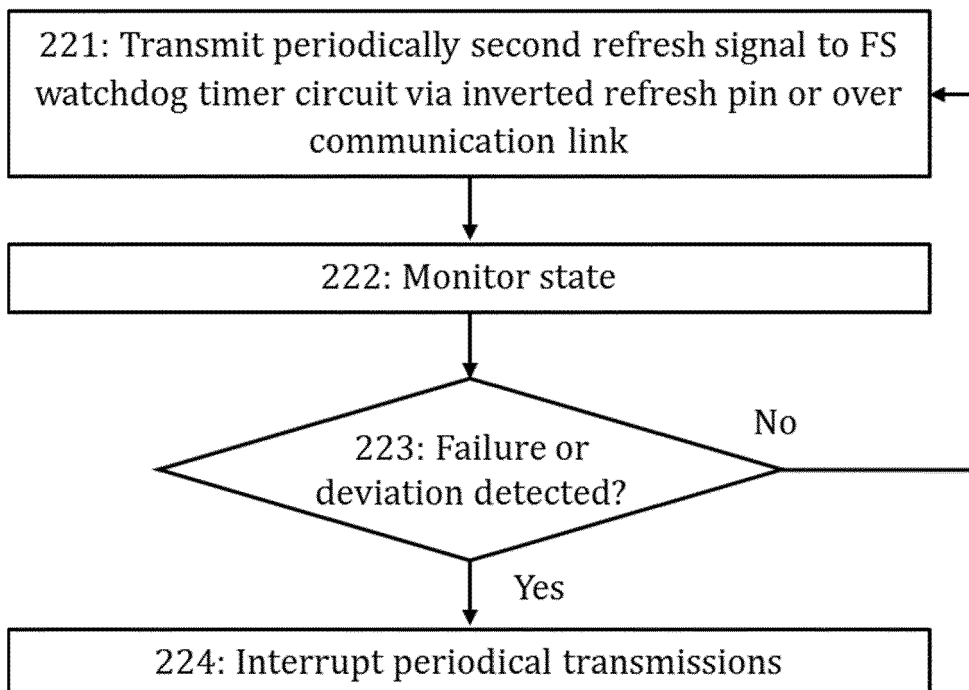 221: Transmit periodically second refresh signal to FS
watchdog timer circuit via inverted refresh pin or over
communication link
222: Monitor state
223: Failure or
deviation detected?
No
Yes
224: Interrupt periodical transmissions